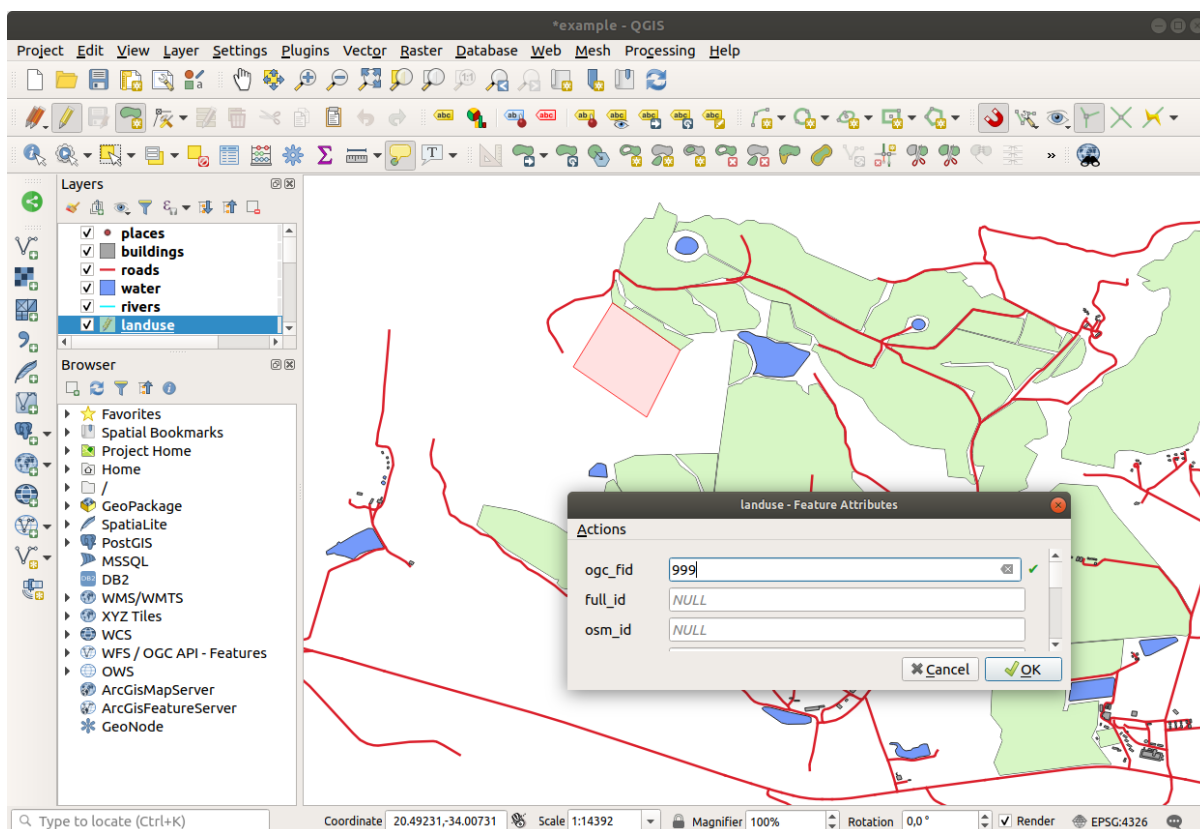 *example - QGIS
Project Edit View Layer Settings Plugins Vector Raster Database Web Mesh Processing Help
Layers
places
buildings
roads
water
rivers
landuse
Browser
Favorites
Spatial Bookmarks
Project Home
Home
/
GeoPackage
SpatiaLite
PostGIS
MSSQL
DB2
WMS/WMTS
XYZ Tiles
WCS
WFS / OGC API - Features
OWS
ArcGisMapServer
ArcGisFeatureServer
GeoNode
landuse - Feature Attributes
Actions
ogc_fid 999
full_id NULL
osm_id NULL
Cancel OK
Type to locate (Ctrl+K) Coordinate 20.49231,-34.00731 Scale 1:14392 Magnifier 100% Rotation 0,0 ° Render EPSG:4326